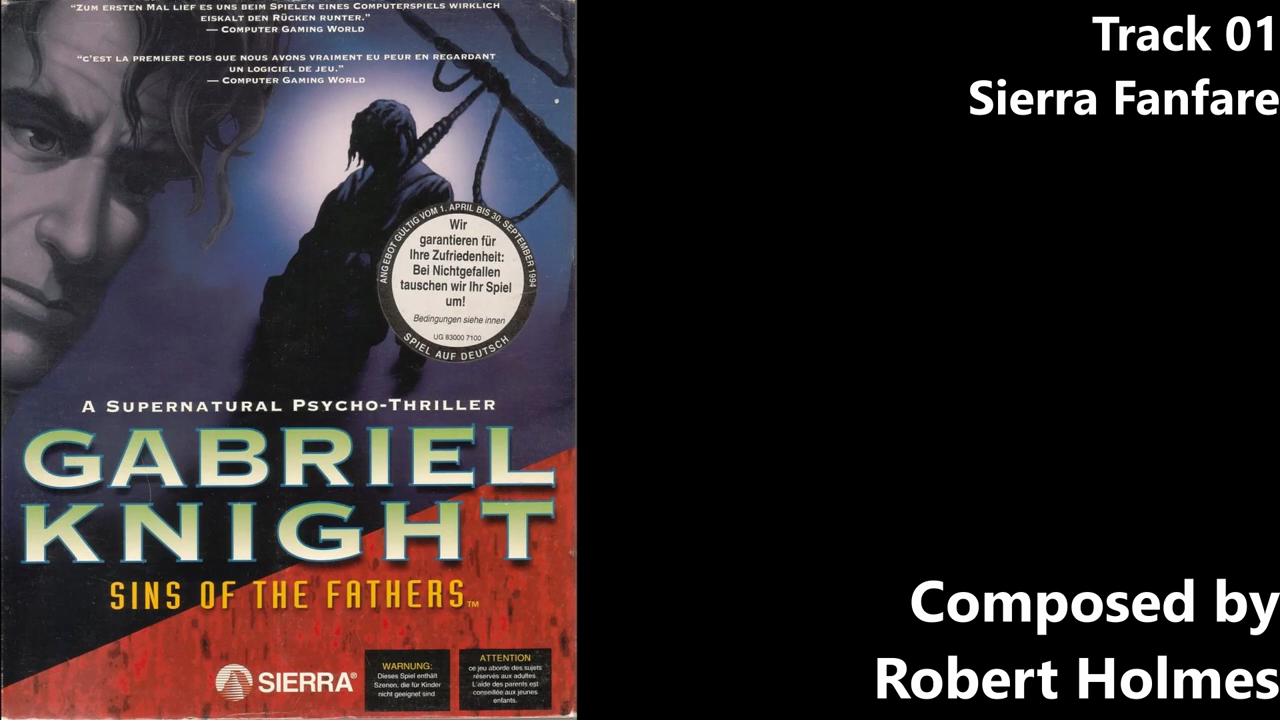 “Zum ersten Mal lief es uns beim Spielen eines Computerspiels wirklich
eiskalt den Rücken runter.”
— Computer Gaming World
“c'est la premiere fois que nous avons vraiment eu peur en regardant
un logiciel de jeu.”
— Computer Gaming World
ANGEBOT GÜLTIG VOM 1. APRIL BIS 30. SEPTEMBER 1994
Wir
garantieren für
Ihre Zufriedenheit:
Bei Nichtgefallen
tauschen wir Ihr Spiel
um!
Bedingungen siehe innen
UG 83000 7100
SPIEL AUF DEUTSCH
A Supernatural Psycho-Thriller
GABRIEL
KNIGHT
SINS OF THE FATHERS™
SIERRA®
WARNUNG:
Dieses Spiel enthält
Szenen, die für Kinder
nicht geeignet sind
ATTENTION
ce jeu aborde des sujets
réservés aux adultes.
L'aide des parents est
conseillée aux jeunes
enfants.
Track 01
Sierra Fanfare
Composed by
Robert Holmes